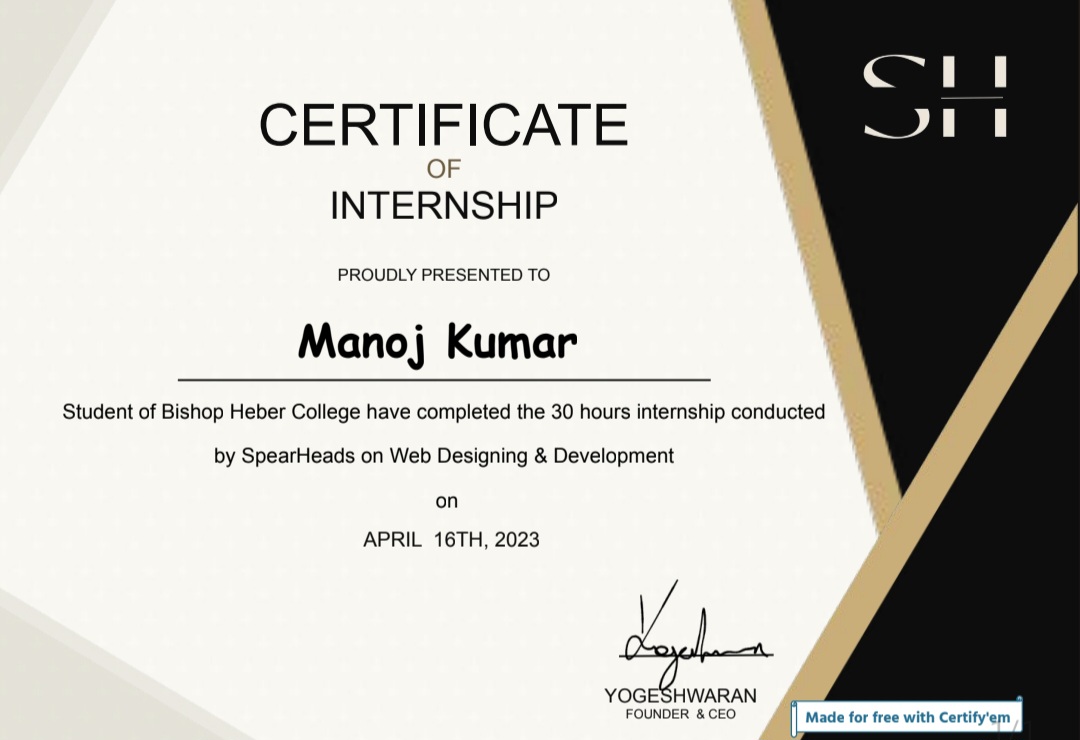 SH
CERTIFICATE
OF
INTERNSHIP
PROUDLY PRESENTED TO
Manoj Kumar
Student of Bishop Heber College have completed the 30 hours internship conducted
by SpearHeads on Web Designing & Development
on
APRIL 16TH, 2023
Yogeshwaran
YOGESHWARAN
FOUNDER & CEO
Made for free with Certify'em